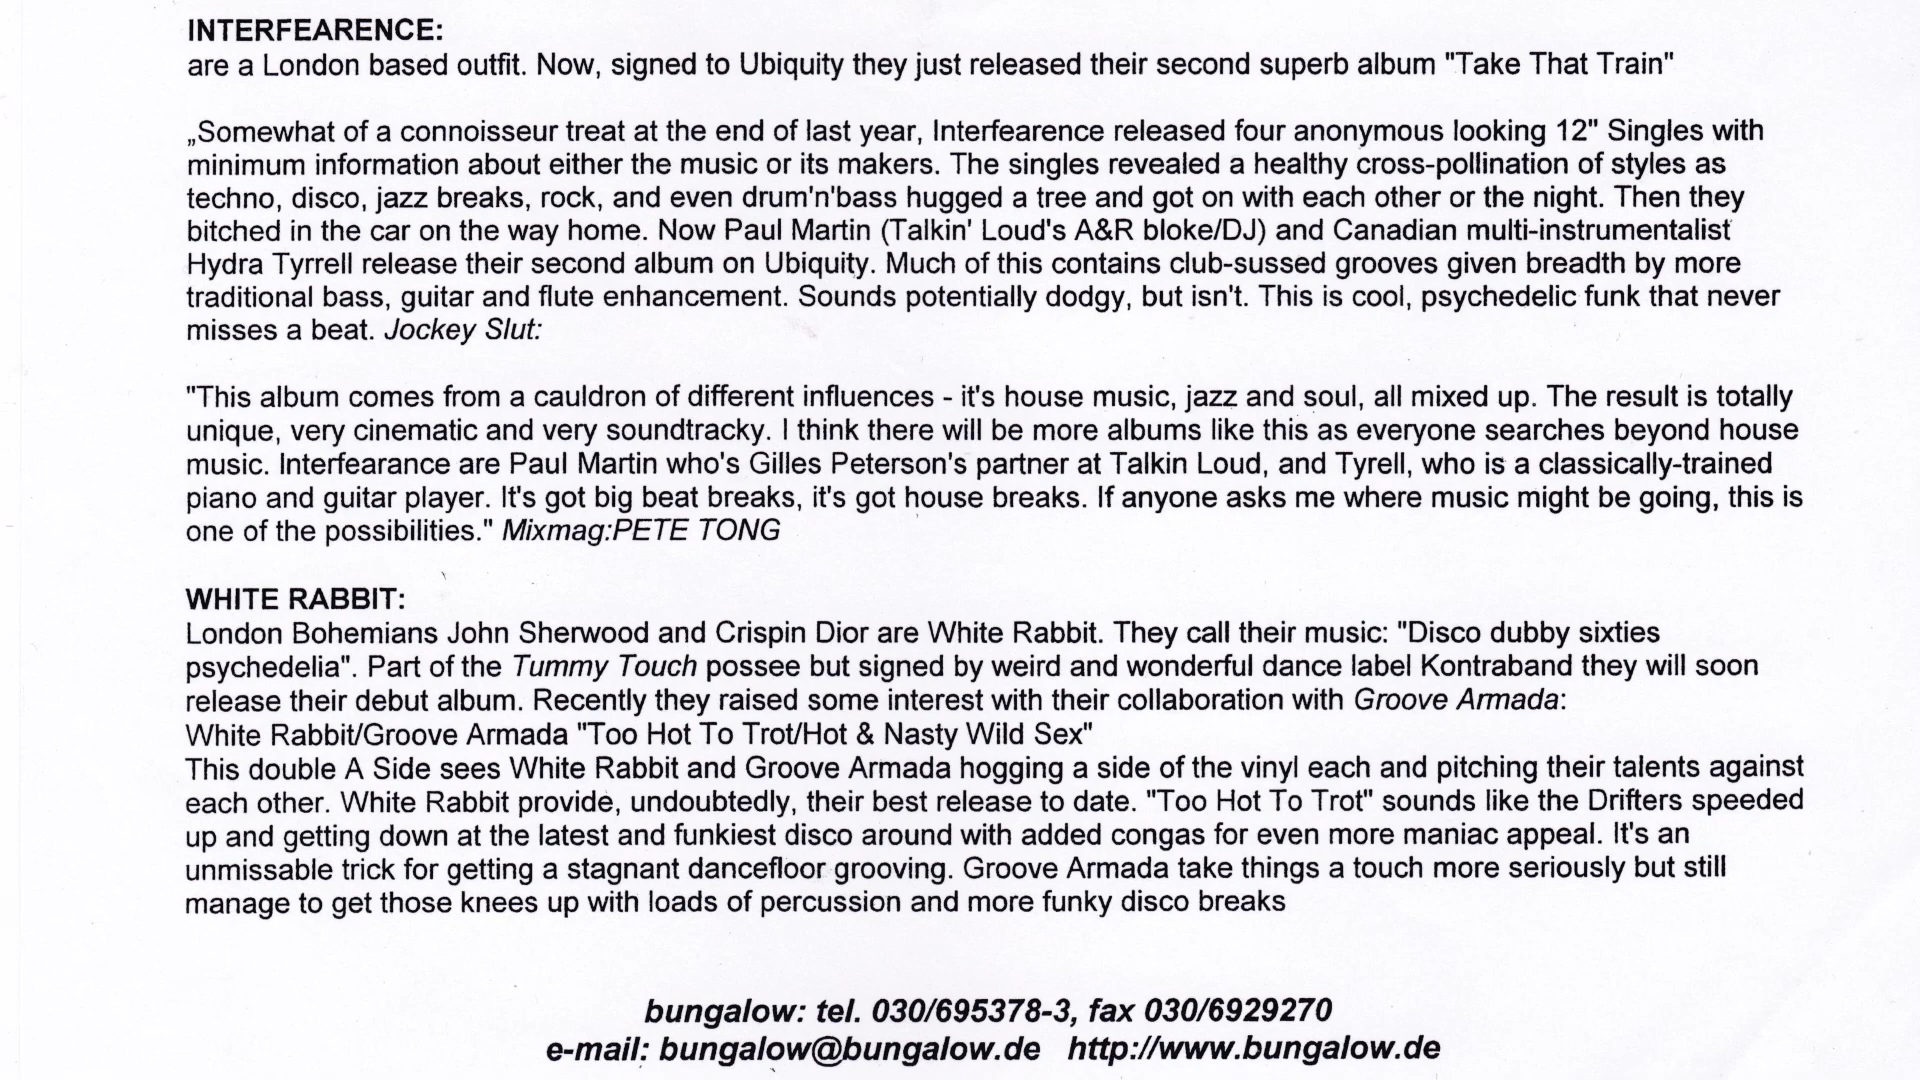 INTERFEARENCE:
are a London based outfit. Now, signed to Ubiquity they just released their second superb album "Take That Train"
„Somewhat of a connoisseur treat at the end of last year, Interfearence released four anonymous looking 12" Singles with
minimum information about either the music or its makers. The singles revealed a healthy cross-pollination of styles as
techno, disco, jazz breaks, rock, and even drum'n'bass hugged a tree and got on with each other or the night. Then they
bitched in the car on the way home. Now Paul Martin (Talkin' Loud's A&R bloke/DJ) and Canadian multi-instrumentalist
Hydra Tyrrell release their second album on Ubiquity. Much of this contains club-sussed grooves given breadth by more
traditional bass, guitar and flute enhancement. Sounds potentially dodgy, but isn't. This is cool, psychedelic funk that never
misses a beat. Jockey Slut:
"This album comes from a cauldron of different influences - it's house music, jazz and soul, all mixed up. The result is totally
unique, very cinematic and very soundtracky. I think there will be more albums like this as everyone searches beyond house
music. Interfearance are Paul Martin who's Gilles Peterson's partner at Talkin Loud, and Tyrell, who is a classically-trained
piano and guitar player. It's got big beat breaks, it's got house breaks. If anyone asks me where music might be going, this is
one of the possibilities." Mixmag:PETE TONG
WHITE RABBIT:
London Bohemians John Sherwood and Crispin Dior are White Rabbit. They call their music: "Disco dubby sixties
psychedelia". Part of the Tummy Touch possee but signed by weird and wonderful dance label Kontraband they will soon
release their debut album. Recently they raised some interest with their collaboration with Groove Armada:
White Rabbit/Groove Armada "Too Hot To Trot/Hot & Nasty Wild Sex"
This double A Side sees White Rabbit and Groove Armada hogging a side of the vinyl each and pitching their talents against
each other. White Rabbit provide, undoubtedly, their best release to date. "Too Hot To Trot" sounds like the Drifters speeded
up and getting down at the latest and funkiest disco around with added congas for even more maniac appeal. It's an
unmissable trick for getting a stagnant dancefloor grooving. Groove Armada take things a touch more seriously but still
manage to get those knees up with loads of percussion and more funky disco breaks
bungalow: tel. 030/695378-3, fax 030/6929270
e-mail: bungalow@bungalow.de http://www.bungalow.de